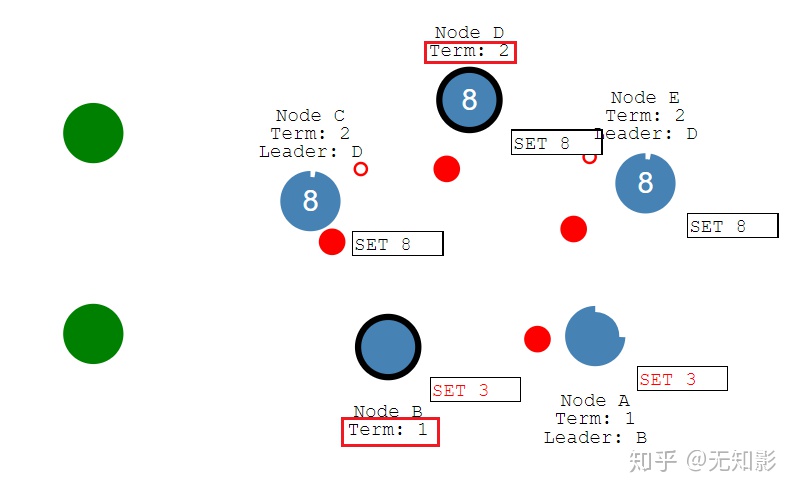 Node D
Term: 2
8
SET 8
Node E
Term: 2
Leader: D
8
Node C
Term: 2
Leader: D
8
SET 8
SET 8
SET 3
Node B
Term: 1
SET 3
Node A
Term: 1
Leader: B
知乎 @无知影